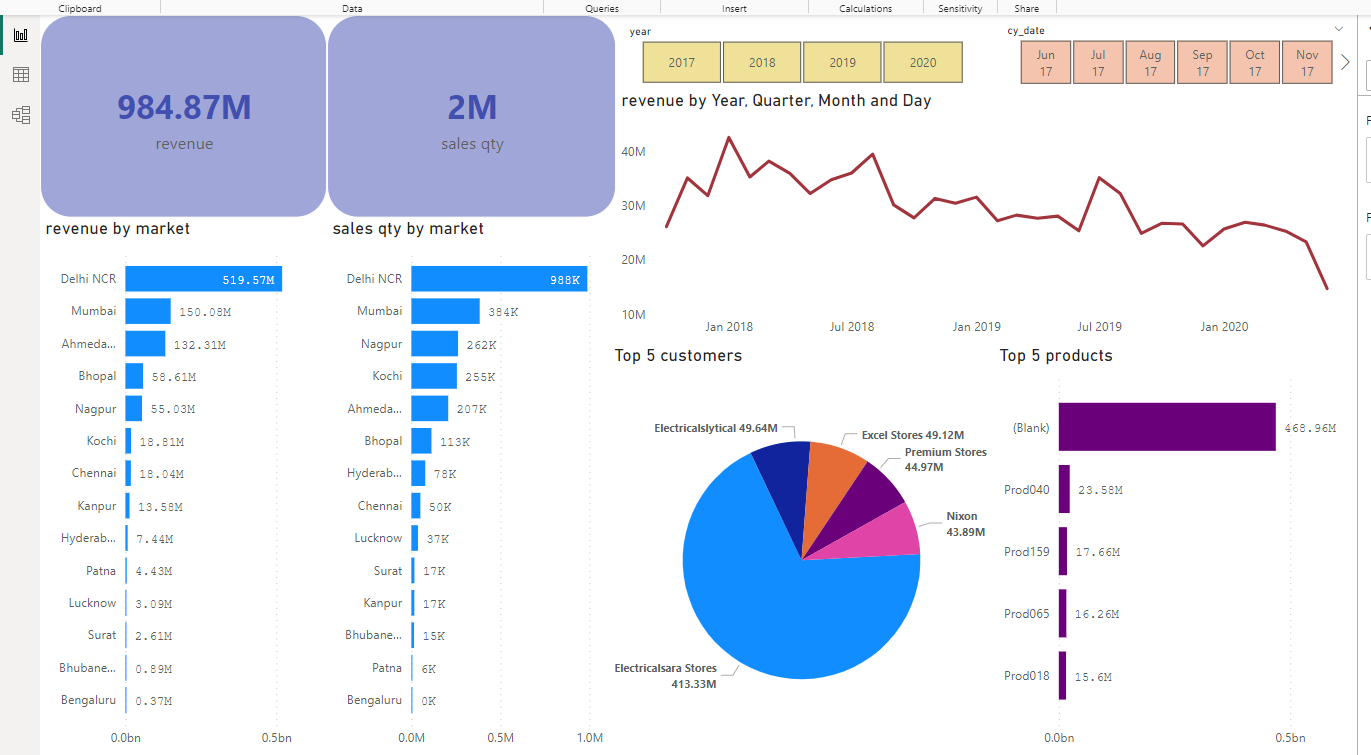 Clipboard
Data
Queries
Insert
Calculations
Sensitivity
Share
984.87M
revenue
2M
sales qty
year
2017
2018
2019
2020
cy_date
Jun
17
Jul
17
Aug
17
Sep
17
Oct
17
Nov
17
revenue by Year, Quarter, Month and Day
40M
30M
20M
10M
Jan 2018
Jul 2018
Jan 2019
Jul 2019
Jan 2020
revenue by market
Delhi NCR 519.57M
Mumbai 150.08M
Ahmeda... 132.31M
Bhopal 58.61M
Nagpur 55.03M
Kochi 18.81M
Chennai 18.04M
Kanpur 13.58M
Hyderab... 7.44M
Patna 4.43M
Lucknow 3.09M
Surat 2.61M
Bhubane... 0.89M
Bengaluru 0.37M
0.0bn
0.5bn
sales qty by market
Delhi NCR 988K
Mumbai 384K
Nagpur 262K
Kochi 255K
Ahmeda... 207K
Bhopal 113K
Hyderab... 78K
Chennai 50K
Lucknow 37K
Surat 17K
Kanpur 17K
Bhubane... 15K
Patna 6K
Bengaluru 0K
0.0M
0.5M
1.0M
Top 5 customers
Electricalslytical 49.64M
Excel Stores 49.12M
Premium Stores
44.97M
Nixon
43.89M
Electricalsara Stores
413.33M
Top 5 products
(Blank) 468.96M
Prod040 23.58M
Prod159 17.66M
Prod065 16.26M
Prod018 15.6M
0.0bn
0.5bn